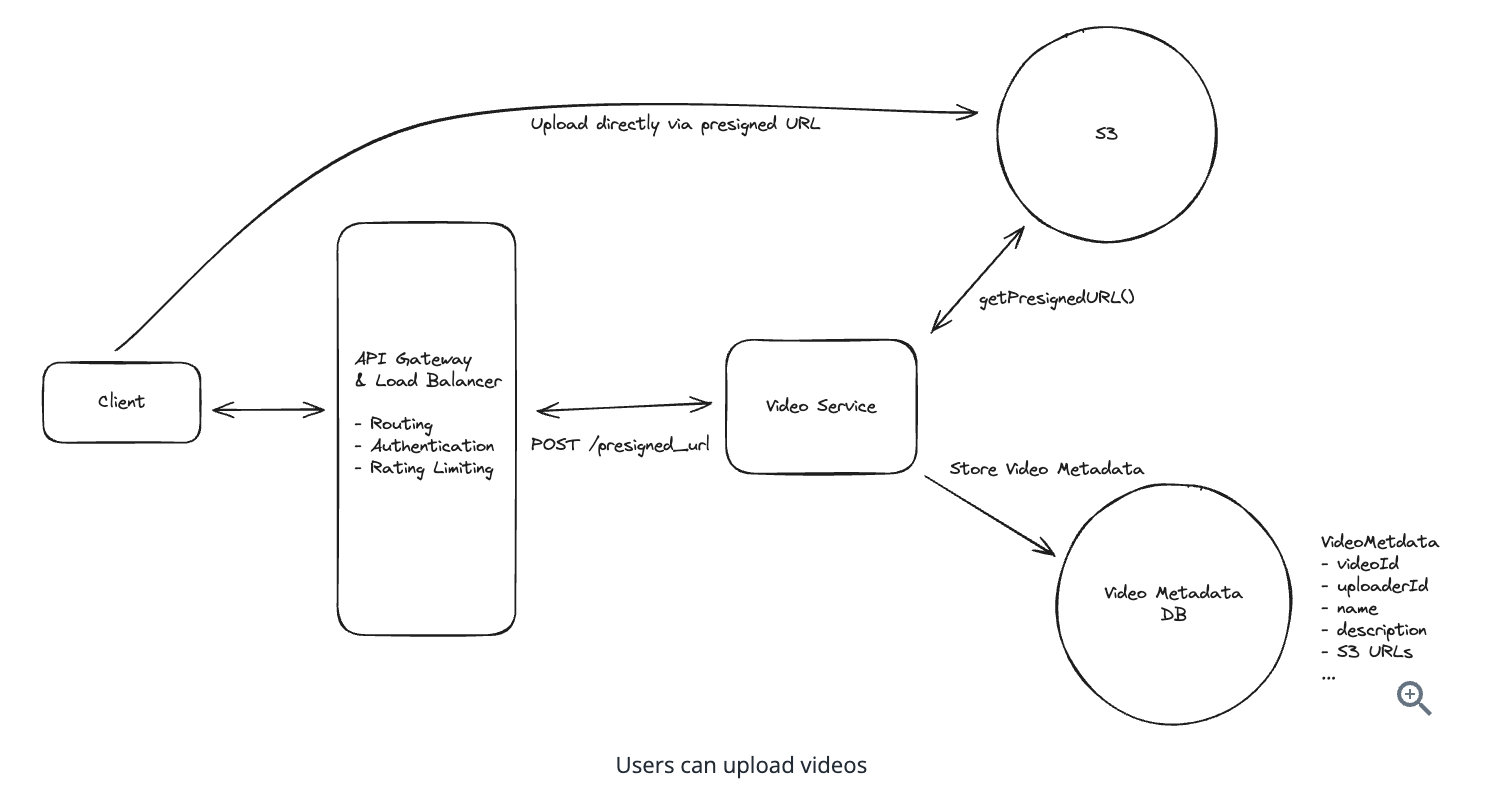 Upload directly via presigned URL
S3
getPresignedURL()
Client
API Gateway
& Load Balancer
- Routing
- Authentication
- Rating Limiting
POST /presigned_url
Video Service
Store Video Metadata
Video Metadata
DB
VideoMetdata
- videoId
- uploaderId
- name
- description
- S3 URLs
...
Users can upload videos